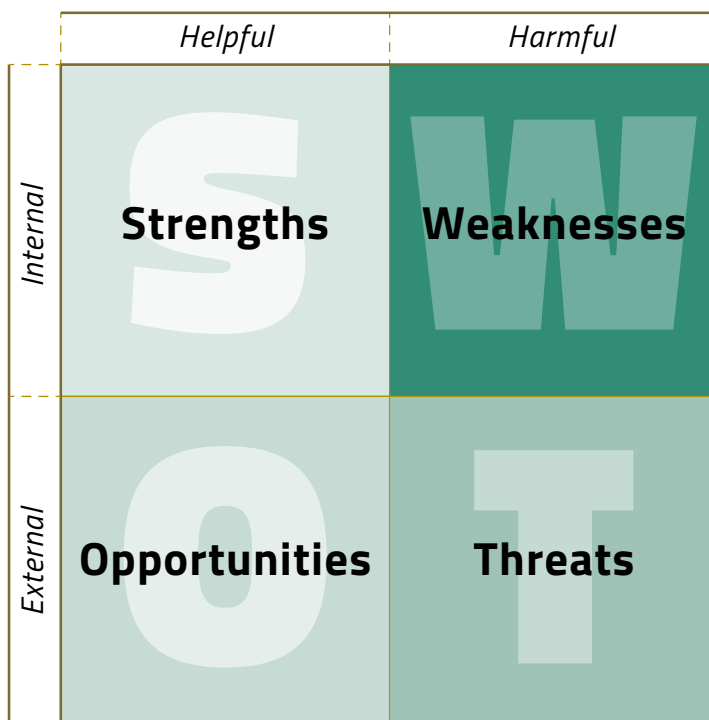 Helpful
Harmful
Internal
S
Strengths
W
Weaknesses
External
O
Opportunities
T
Threats